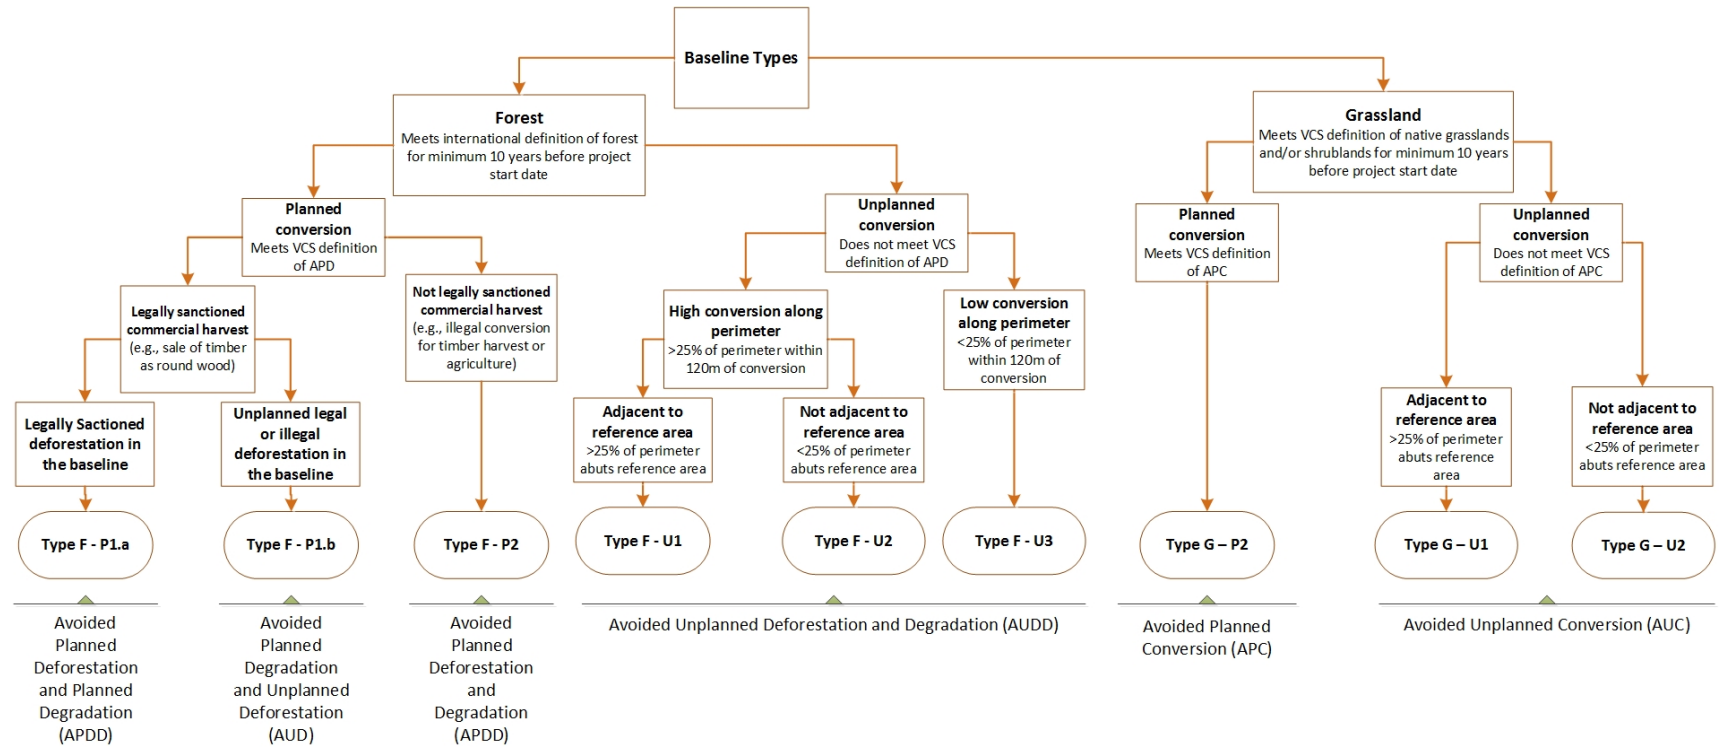 Baseline Types
Forest
Meets international definition of forest
for minimum 10 years before project
start date
Grassland
Meets VCS definition of native grasslands
and/or shrublands for minimum 10 years
before project start date
Planned
conversion
Meets VCS definition
of APD
Unplanned
conversion
Does not meet VCS
definition of APD
Planned
conversion
Meets VCS definition
of APC
Unplanned
conversion
Does not meet VCS
definition of APC
Legally sanctioned
commercial harvest
(e.g., sale of timber
as round wood)
Not legally sanctioned
commercial harvest
(e.g., illegal conversion
for timber harvest or
agriculture)
High conversion along
perimeter
>25% of perimeter within
120m of conversion
Low conversion
along perimeter
<25% of perimeter
within 120m of
conversion
Legally Sactioned
deforestation in
the baseline
Unplanned legal
or illegal
deforestation in
the baseline
Adjacent to
reference area
>25% of perimeter
abuts reference area
Not adjacent to
reference area
<25% of perimeter
abuts reference area
Adjacent to
reference area
>25% of perimeter
abuts reference
area
Not adjacent to
reference area
<25% of perimeter
abuts reference area
Type F - P1.a
Type F - P1.b
Type F - P2
Type F - U1
Type F - U2
Type F - U3
Type G – P2
Type G – U1
Type G – U2
Avoided
Planned
Deforestation
and Planned
Degradation
(APDD)
Avoided
Planned
Degradation
and Unplanned
Deforestation
(AUD)
Avoided
Planned
Deforestation
and
Degradation
(APDD)
Avoided Unplanned Deforestation and Degradation (AUDD)
Avoided Planned
Conversion (APC)
Avoided Unplanned Conversion (AUC)